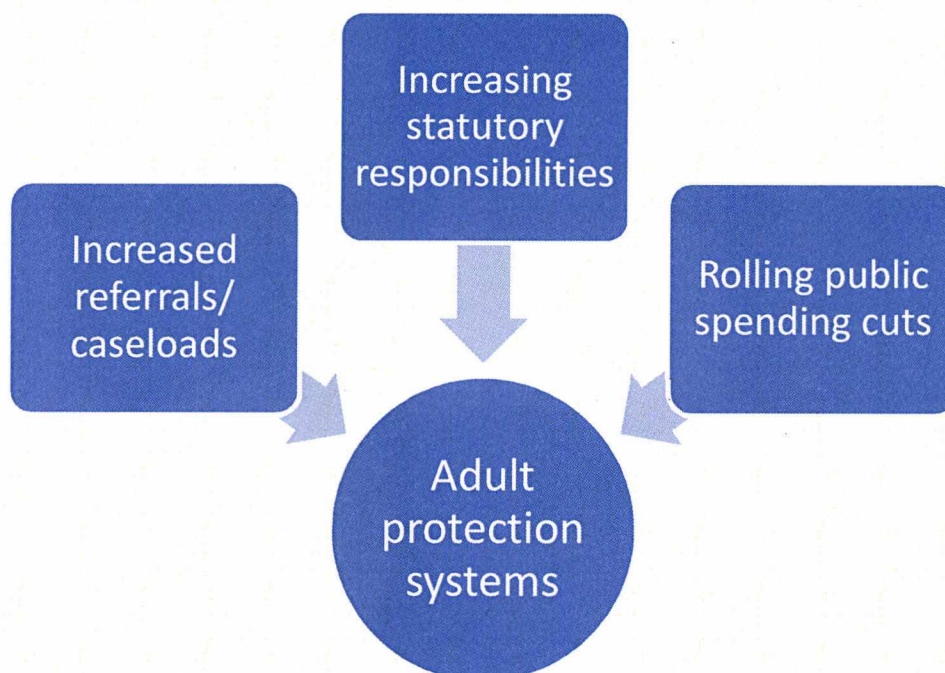 Increasing
statutory
responsibilities
Increased
referrals/
caseloads
Rolling public
spending cuts
Adult
protection
systems